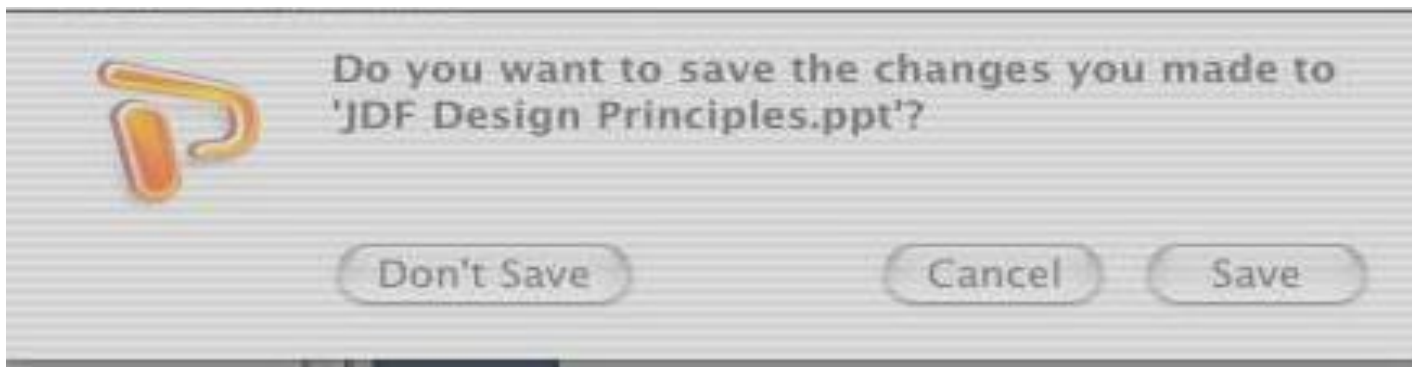 Do you want to save the changes you made to
'JDF Design Principles.ppt'?
Don't Save
Cancel
Save